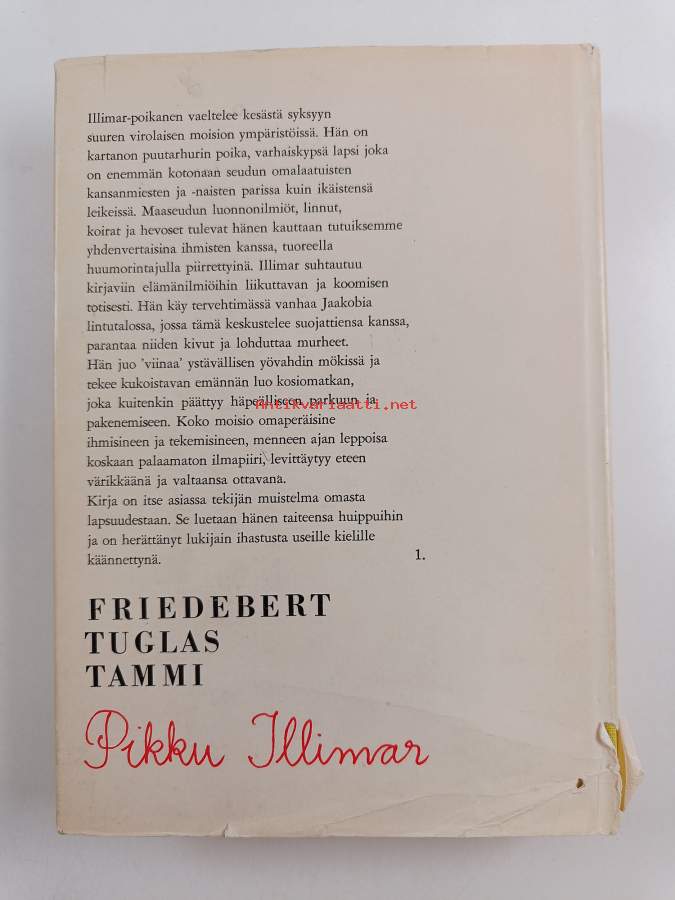 Illimar-poikanen vaeltelee kesästä syksyyn
suuren virolaisen moision ympäristöissä. Hän on
kartanon puutarhurin poika, varhaiskypsä lapsi joka
on enemmän kotonaan seudun omalaatuisten
kansanmiesten ja -naisten parissa kuin ikäistensä
leikeissä. Maaseudun luonnonilmiöt, linnut,
koirat ja hevoset tulevat hänen kauttaan tutuiksemme
yhdenvertaisina ihmisten kanssa, tuoreella
huumorintajulla piirrettyinä. Illimar suhtautuu
kirjaviin elämänilmiöihin liikuttavan ja koomisen
totisesti. Hän käy tervehtimässä vanhaa Jaakobia
lintutalossa, jossa tämä keskustelee suojattiensa kanssa,
parantaa niiden kivut ja lohduttaa murheet.
Hän juo 'viinaa' ystävällisen yövahdin mökissä ja
tekee kukoistavan emännän luo kosiomatkan,
joka kuitenkin päättyy häpeälliseen parkuun ja
Antikvariaatti.net
pakenemiseen. Koko moisio omaperäisine
ihmisineen ja tekemisineen, menneen ajan leppoisa
koskaan palaamaton ilmapiiri, levittäytyy eteen
värikkäänä ja valtaansa ottavana.
Kirja on itse asiassa tekijän muistelma omasta
lapsuudestaan. Se luetaan hänen taiteensa huippuihin
ja on herättänyt lukijain ihastusta useille kielille
käännettynä.
1.
FRIEDEBERT
TUGLAS
TAMMI
Pikku Illimar